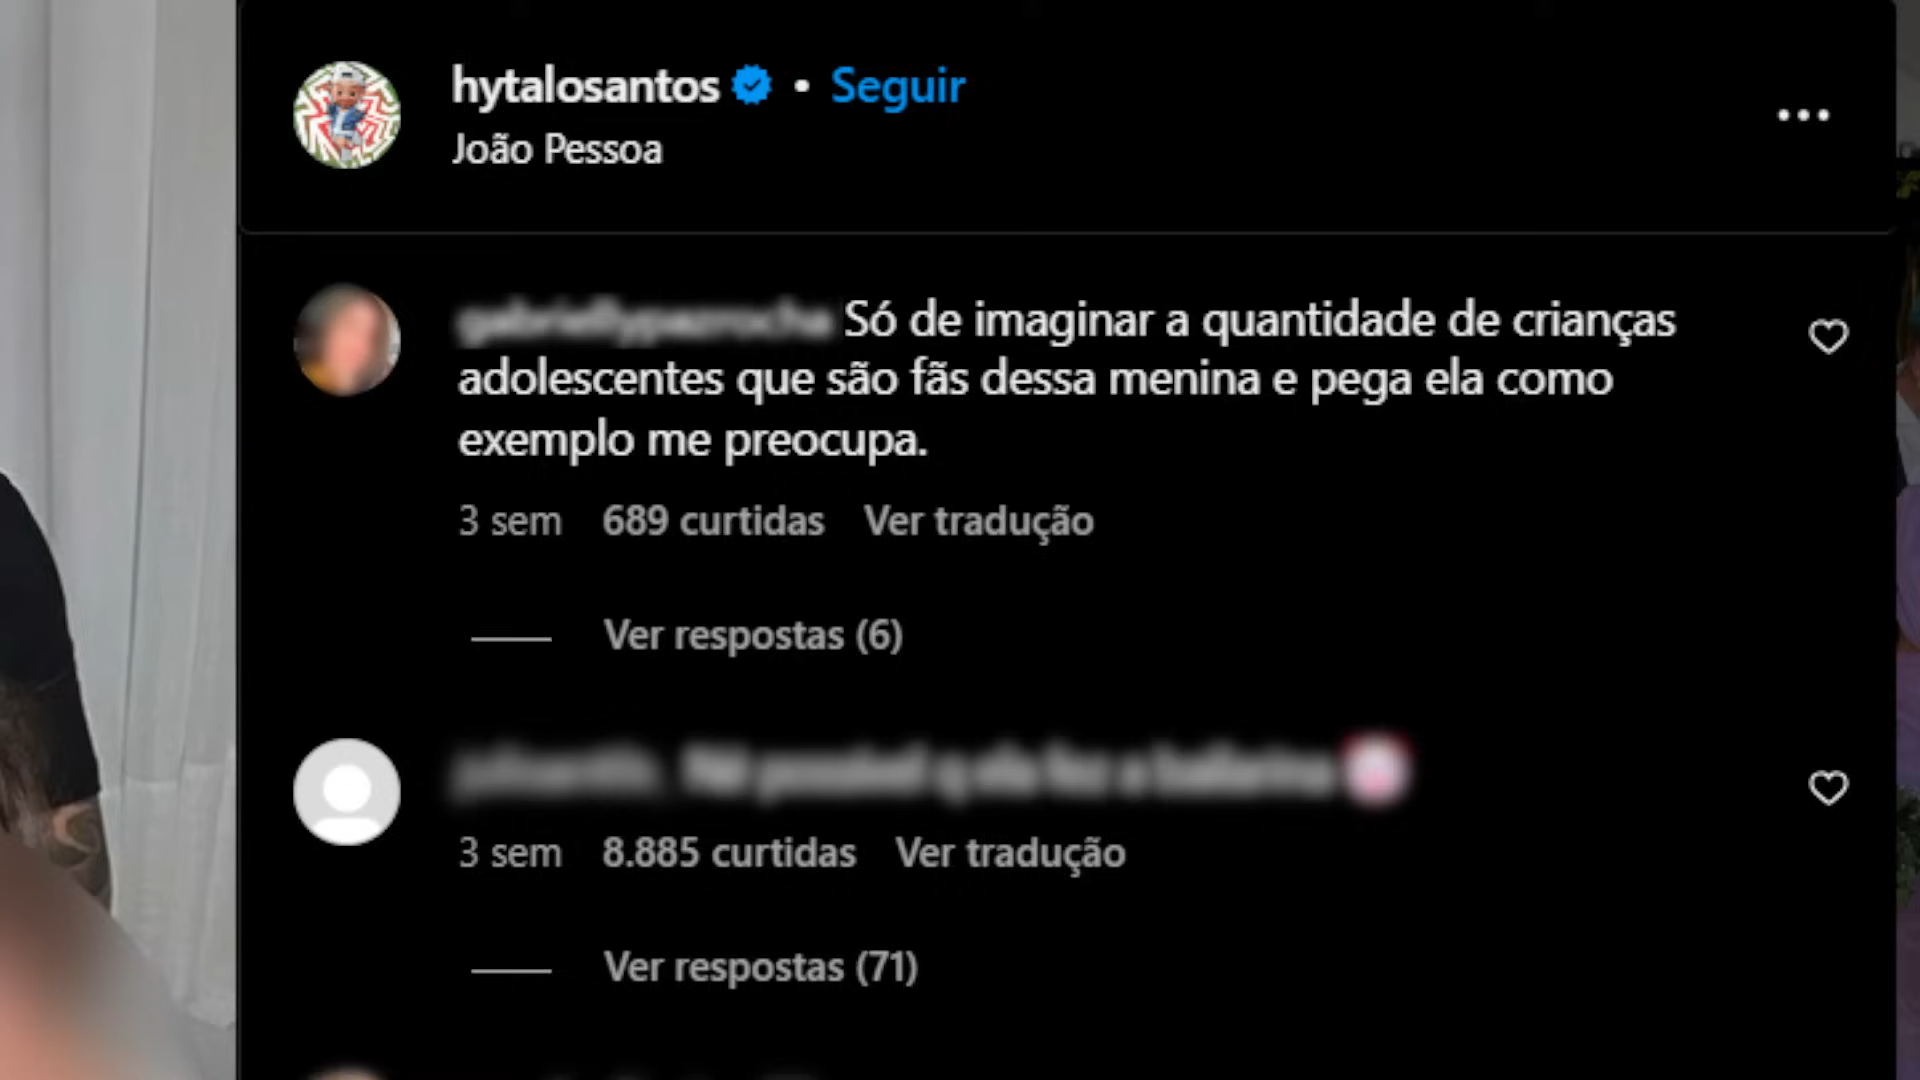 hytalosantos • Seguir
João Pessoa
Só de imaginar a quantidade de crianças
adolescentes que são fãs dessa menina e pega ela como
exemplo me preocupa.
3 sem 689 curtidas Ver tradução
Ver respostas (6)
3 sem 8.885 curtidas Ver tradução
Ver respostas (71)